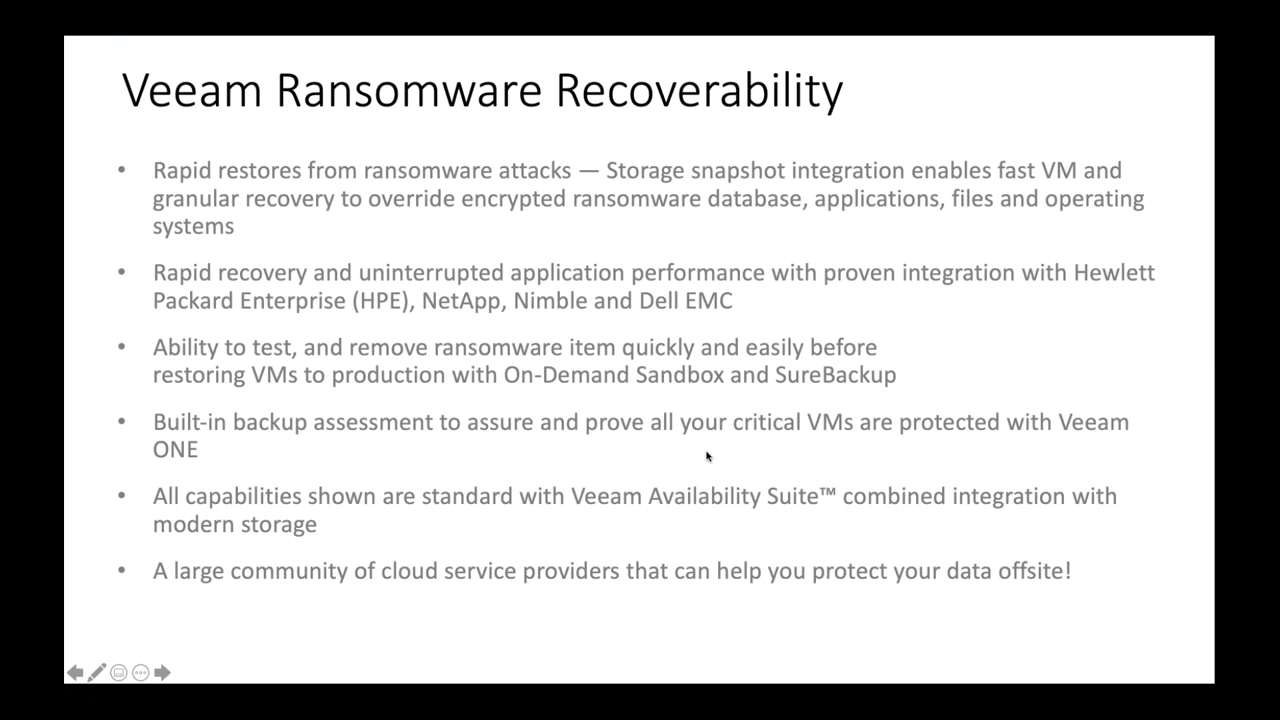 Veeam Ransomware Recoverability
• Rapid restores from ransomware attacks — Storage snapshot integration enables fast VM and
granular recovery to override encrypted ransomware database, applications, files and operating
systems
• Rapid recovery and uninterrupted application performance with proven integration with Hewlett
Packard Enterprise (HPE), NetApp, Nimble and Dell EMC
• Ability to test, and remove ransomware item quickly and easily before
restoring VMs to production with On-Demand Sandbox and SureBackup
• Built-in backup assessment to assure and prove all your critical VMs are protected with Veeam
ONE
• All capabilities shown are standard with Veeam Availability Suite™ combined integration with
modern storage
• A large community of cloud service providers that can help you protect your data offsite!